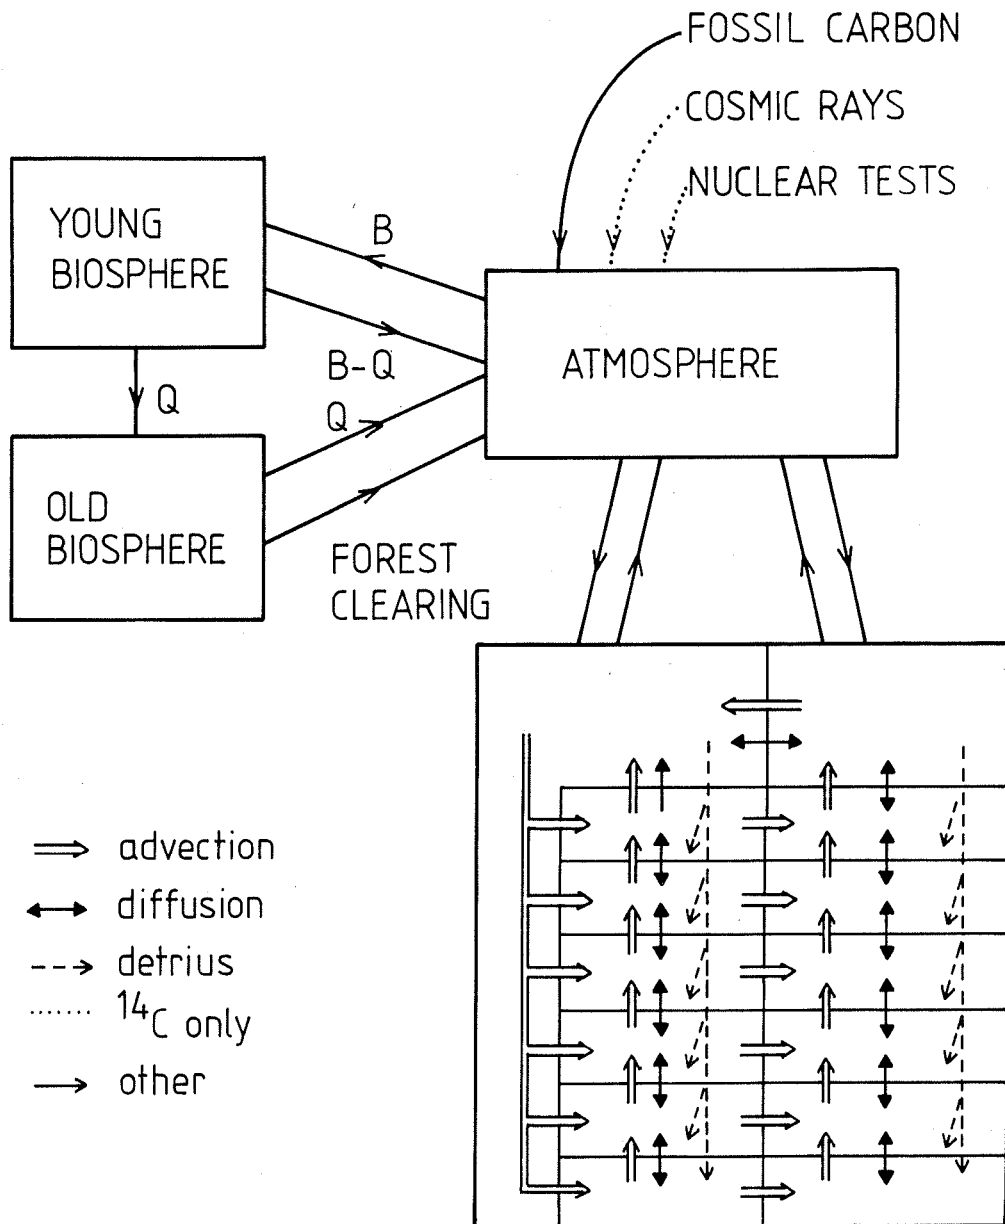 FOSSIL CARBON
COSMIC RAYS
NUCLEAR TESTS
YOUNG
BIOSPHERE
B
ATMOSPHERE
B-Q
Q
Q
OLD
BIOSPHERE
FOREST
CLEARING
advection
diffusion
detrius
14C only
other